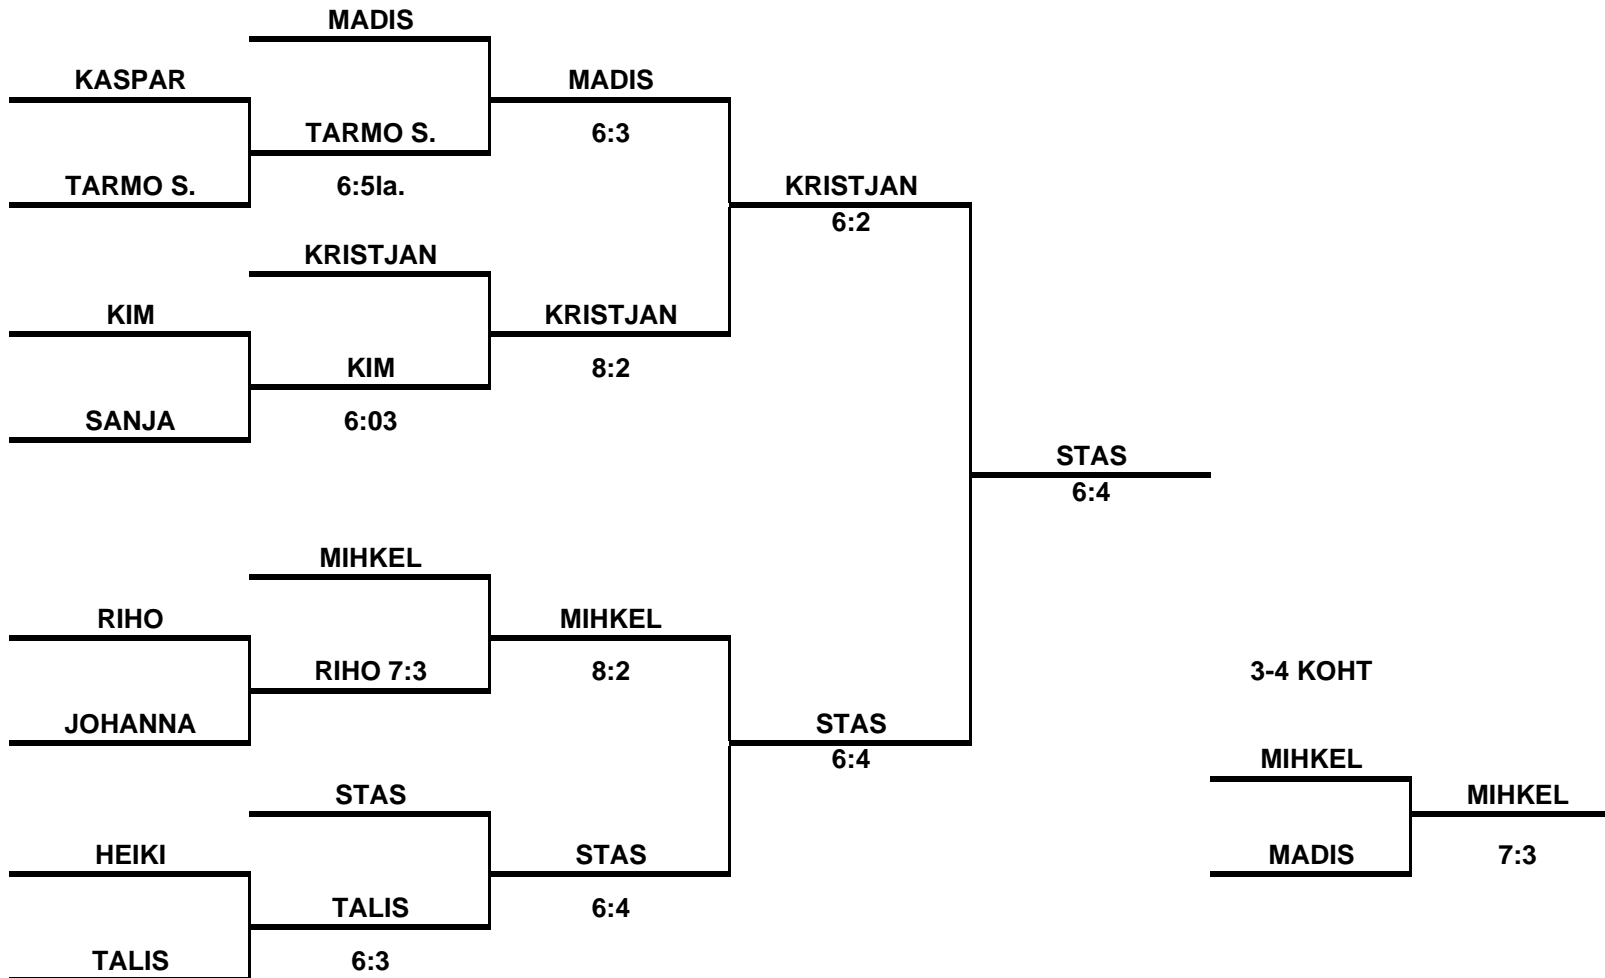 MADIS
KASPAR
MADIS
TARMO S.
6:3
TARMO S.
6:5la.
KRISTJAN
6:2
KRISTJAN
KIM
KRISTJAN
KIM
8:2
SANJA
6:03
STAS
6:4
MIHKEL
RIHO
MIHKEL
RIHO 7:3
8:2
3-4 KOHT
JOHANNA
STAS
6:4
MIHKEL
STAS
MIHKEL
HEIKI
STAS
MADIS
7:3
TALIS
6:4
TALIS
6:3